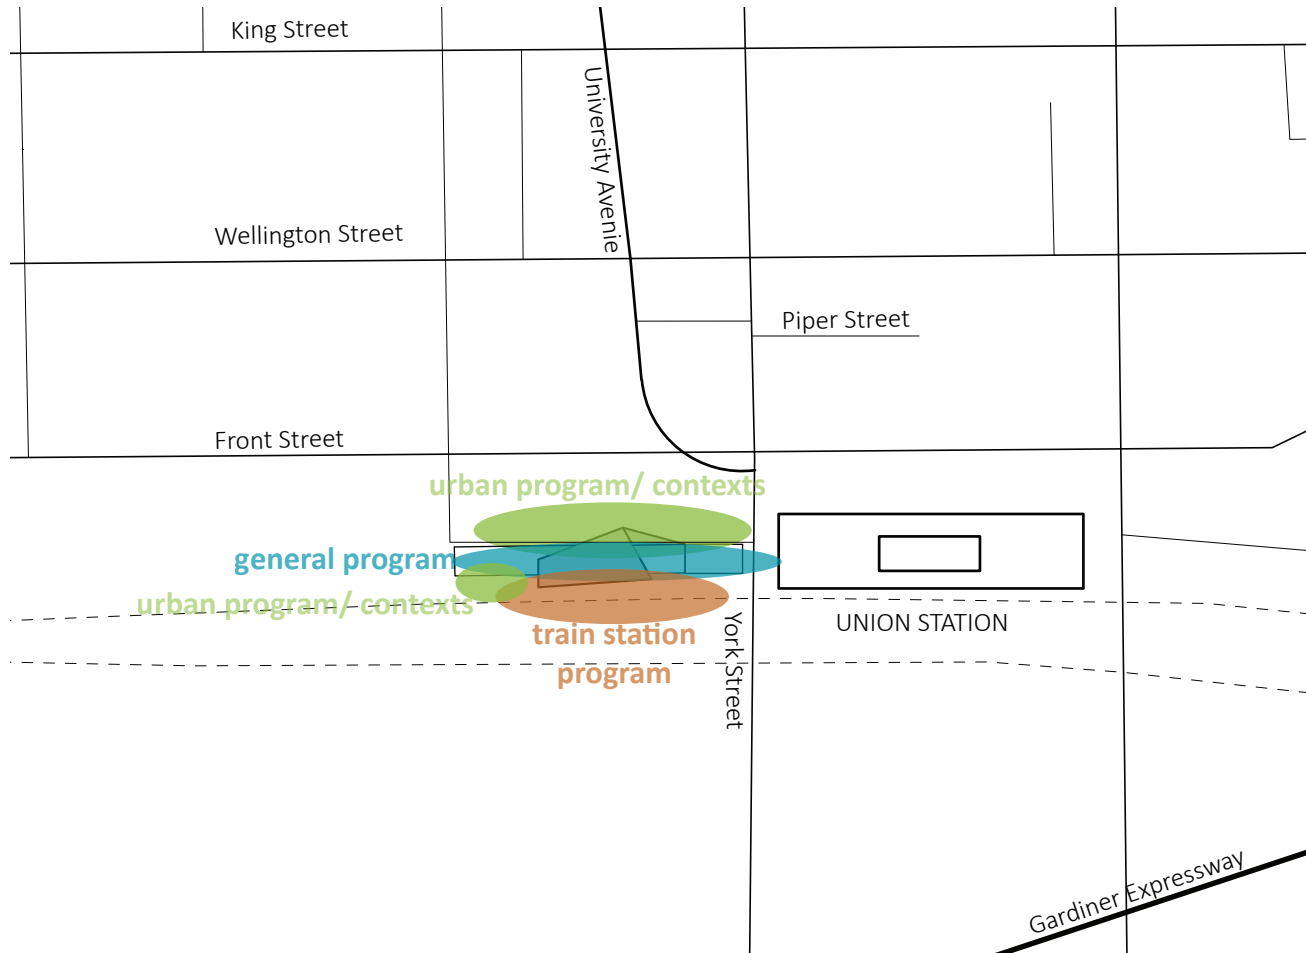 King Street
University Avenie
Wellington Street
Piper Street
Front Street
urban program/ contexts
general program
urban program/ contexts
train station
program
York Street
UNION STATION
Gardiner Expressway